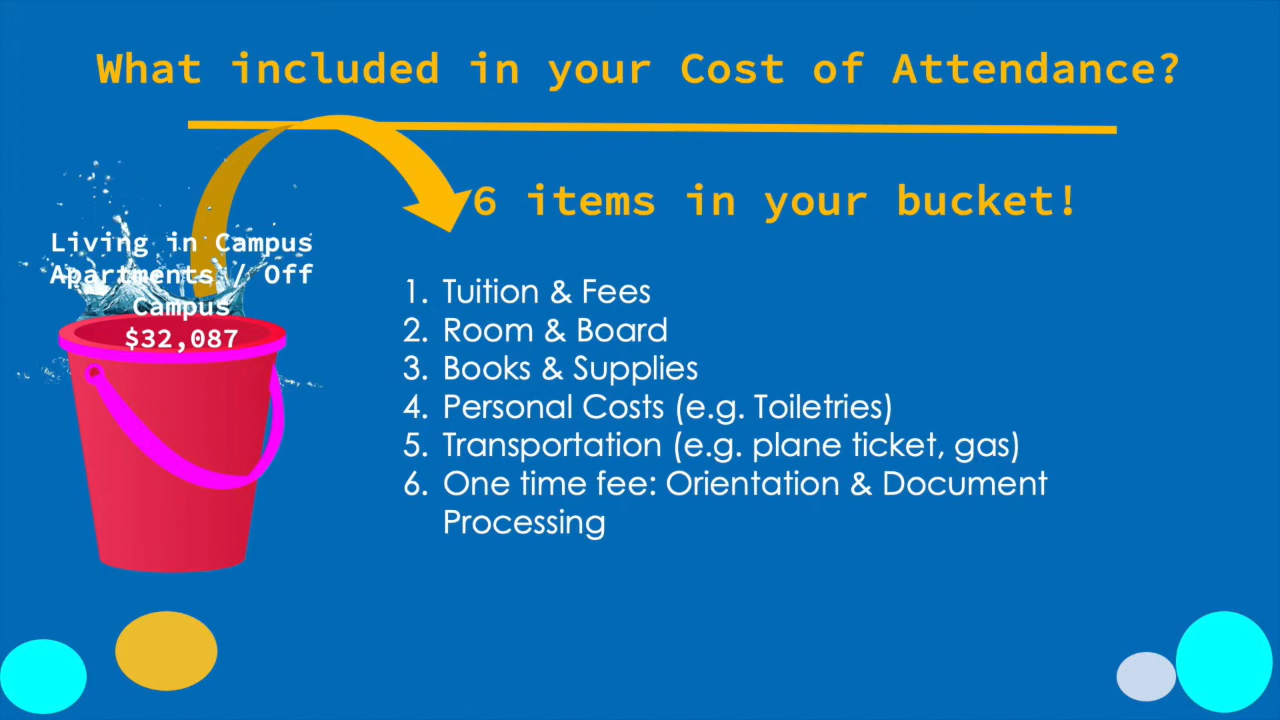 What included in your Cost of Attendance?
6 items in your bucket!
Living in Campus
Apartments / Off
Campus
$32,087
1. Tuition & Fees
2. Room & Board
3. Books & Supplies
4. Personal Costs (e.g. Toiletries)
5. Transportation (e.g. plane ticket, gas)
6. One time fee: Orientation & Document
Processing